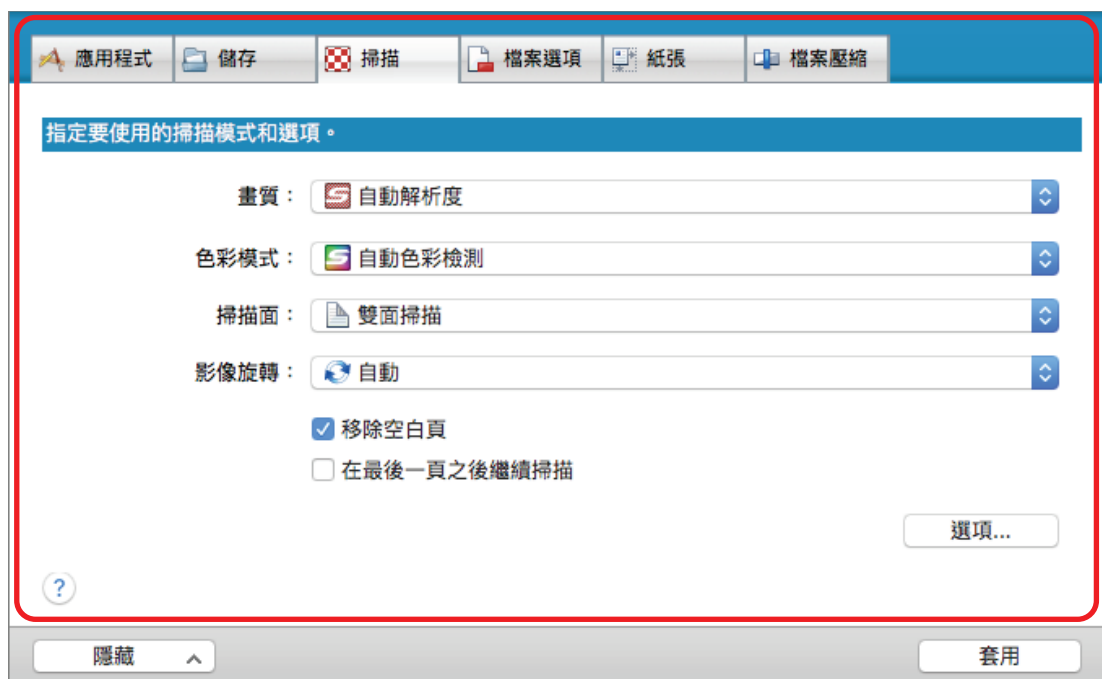 應用程式 儲存 掃描 檔案選項 紙張 檔案壓縮
指定要使用的掃描模式和選項。
畫質： 自動解析度
色彩模式： 自動色彩檢測
掃描面： 雙面掃描
影像旋轉： 自動
移除空白頁
在最後一頁之後繼續掃描
選項...
?
隱藏 套用